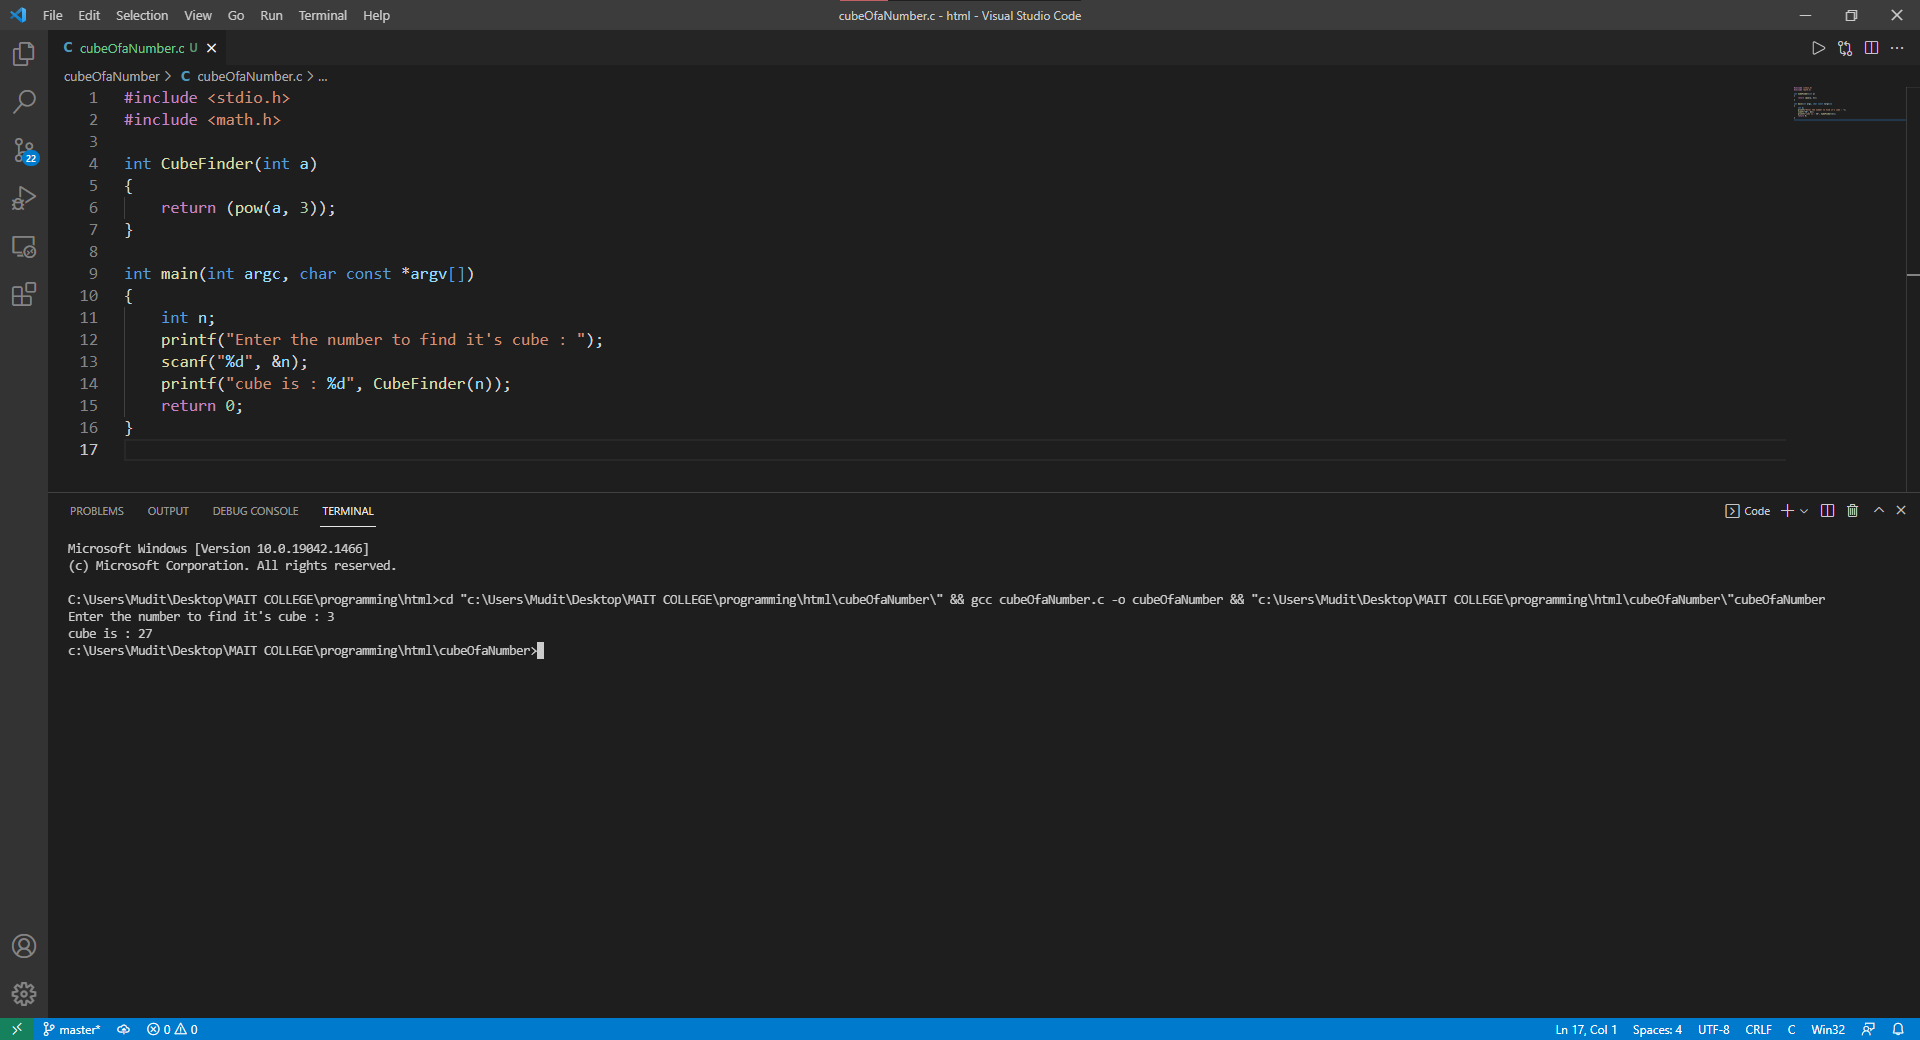 File Edit Selection View Go Run Terminal Help cubeOfaNumber.c - html - Visual Studio Code
C cubeOfaNumber.c U
cubeOfaNumber > C cubeOfaNumber.c > ...
1 #include <stdio.h>
2 #include <math.h>
3
4 int CubeFinder(int a)
5 {
6     return (pow(a, 3));
7 }
8
9 int main(int argc, char const *argv[])
10 {
11     int n;
12     printf("Enter the number to find it's cube : ");
13     scanf("%d", &n);
14     printf("cube is : %d", CubeFinder(n));
15     return 0;
16 }
17
22
PROBLEMS OUTPUT DEBUG CONSOLE TERMINAL Code
Microsoft Windows [Version 10.0.19042.1466]
(c) Microsoft Corporation. All rights reserved.
C:\Users\Mudit\Desktop\MAIT COLLEGE\programming\html>cd "c:\Users\Mudit\Desktop\MAIT COLLEGE\programming\html\cubeOfaNumber\" && gcc cubeOfaNumber.c -o cubeOfaNumber && "c:\Users\Mudit\Desktop\MAIT COLLEGE\programming\html\cubeOfaNumber\"cubeOfaNumber
Enter the number to find it's cube : 3
cube is : 27
c:\Users\Mudit\Desktop\MAIT COLLEGE\programming\html\cubeOfaNumber>
master* 0 0 Ln 17, Col 1 Spaces: 4 UTF-8 CRLF C Win32